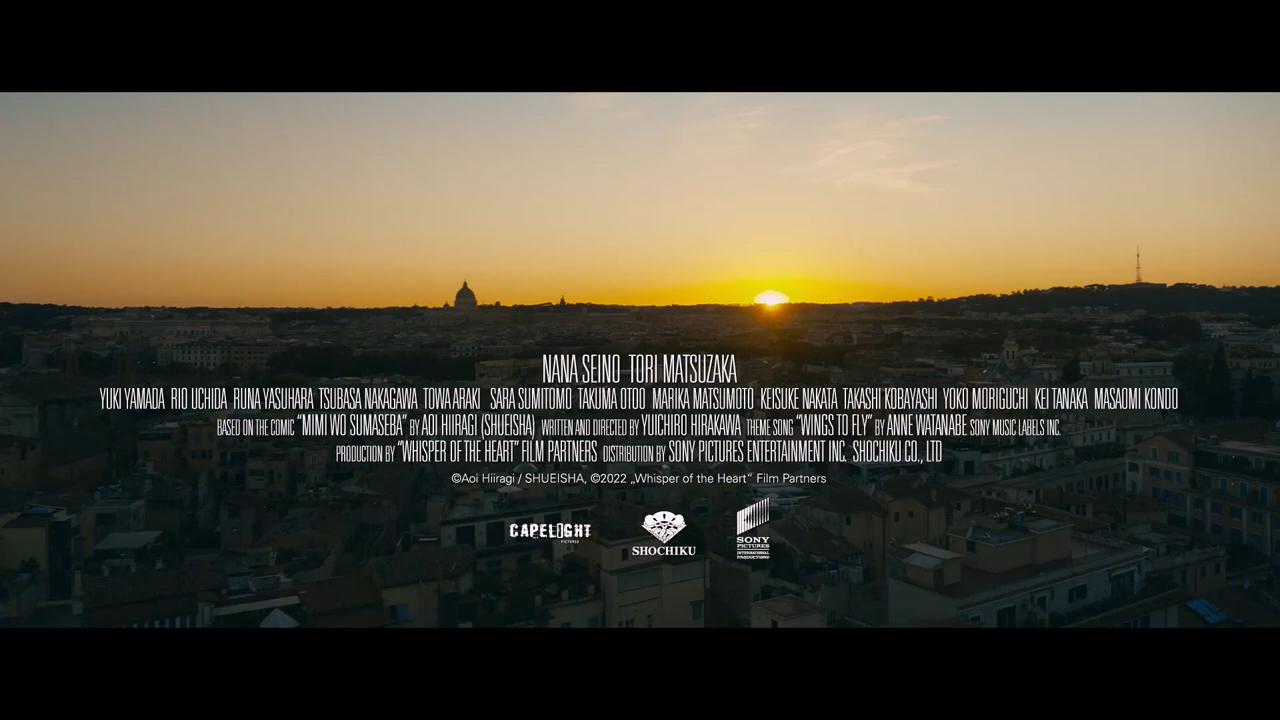 NANA SEINO TORI MATSUZAKA
YUKI YAMADA RIO UCHIDA RUNA YASUHARA TSUBASA NAKAGAWA TOWA ARAKI SARA SUMITOMO TAKUMA OTOO MARIKA MATSUMOTO KEISUKE NAKATA TAKASHI KOBAYASHI YOKO MORIGUCHI KEI TANAKA MASAOMI KONDO
BASED ON THE COMIC “MIMI WO SUMASEBA” BY AOI HIIRAGI (SHUEISHA) WRITTEN AND DIRECTED BY YUICHIRO HIRAKAWA THEME SONG “WINGS TO FLY” BY ANNE WATANABE SONY MUSIC LABELS INC.
PRODUCTION BY “WHISPER OF THE HEART” FILM PARTNERS DISTRIBUTION BY SONY PICTURES ENTERTAINMENT INC. SHOCHIKU CO., LTD
©Aoi Hiiragi / SHUEISHA, ©2022 „Whisper of the Heart“ Film Partners
CAPELIGHT
PICTURES
SHOCHIKU
SONY
PICTURES
INTERNATIONAL
PRODUCTIONS